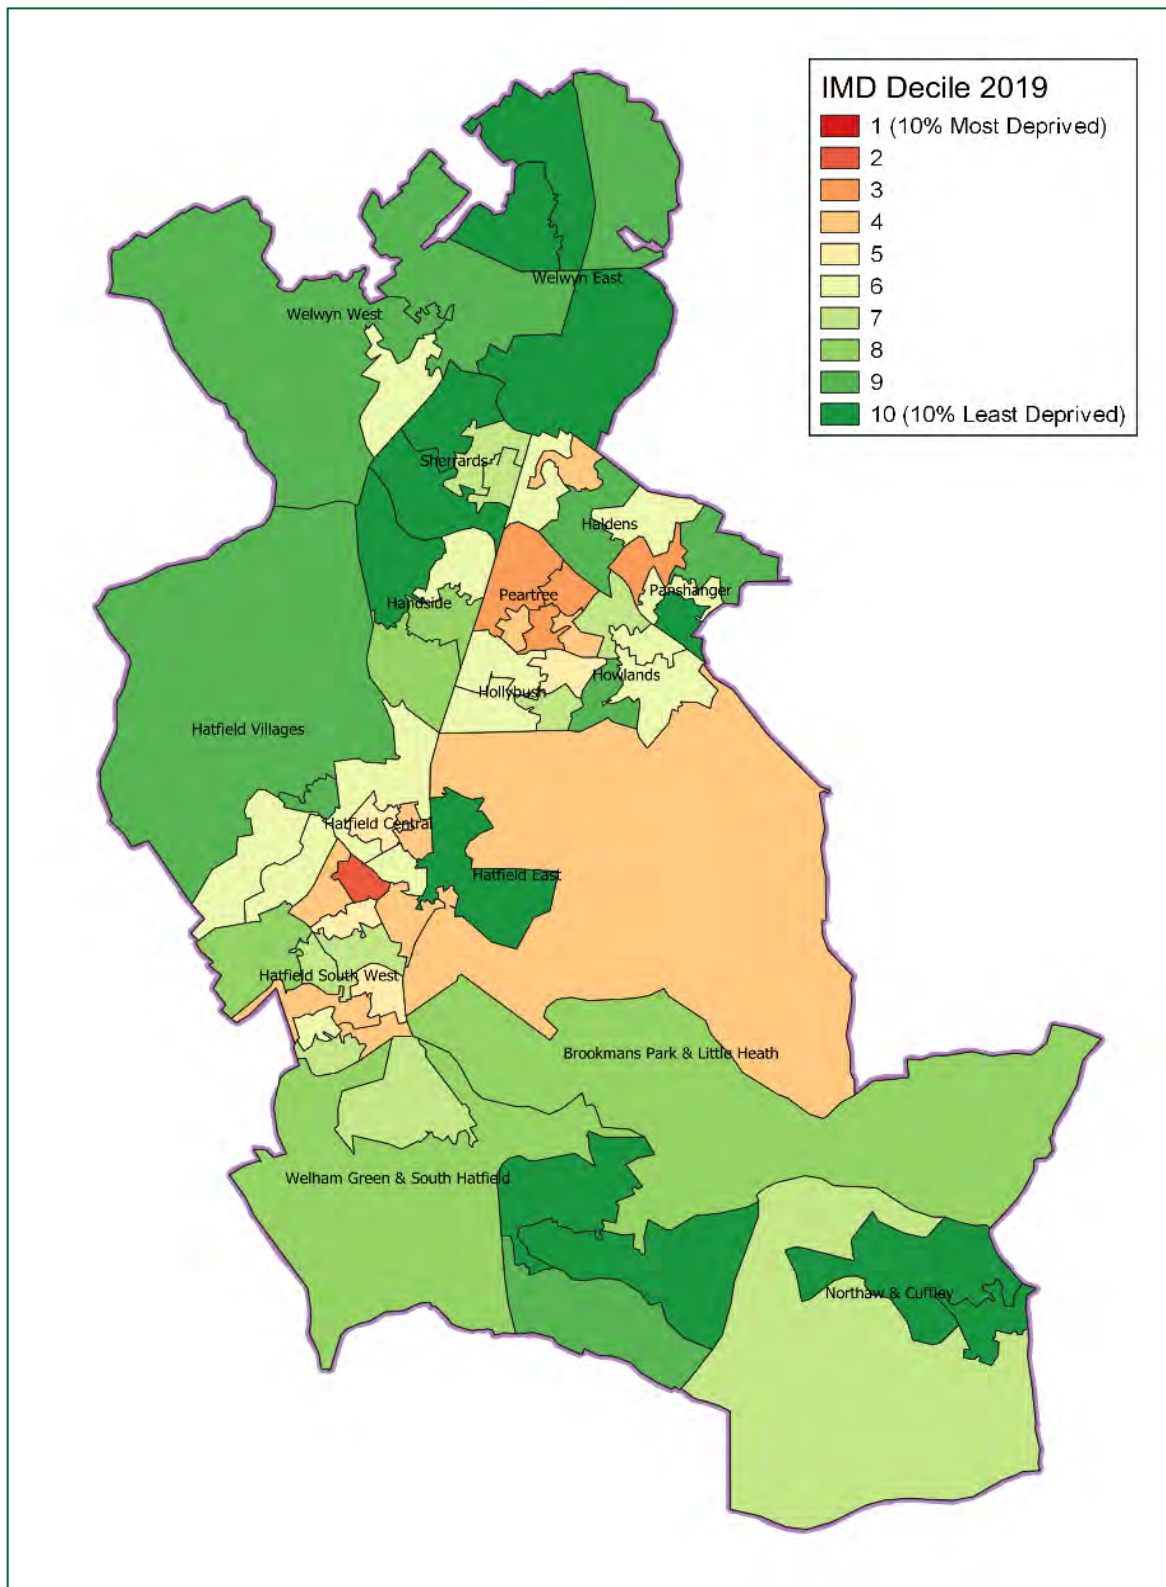 IMD Decile 2019
1 (10% Most Deprived)
2
3
4
5
6
7
8
9
10 (10% Least Deprived)
Welwyn East
Welwyn West
Sherrards
Haldens
Peartree
Panshanger
Handside
Howlands
Hollybush
Hatfield Villages
Hatfield Central
Hatfield East
Hatfield South West
Brookmans Park & Little Heath
Welham Green & South Hatfield
Northaw & Cuffley